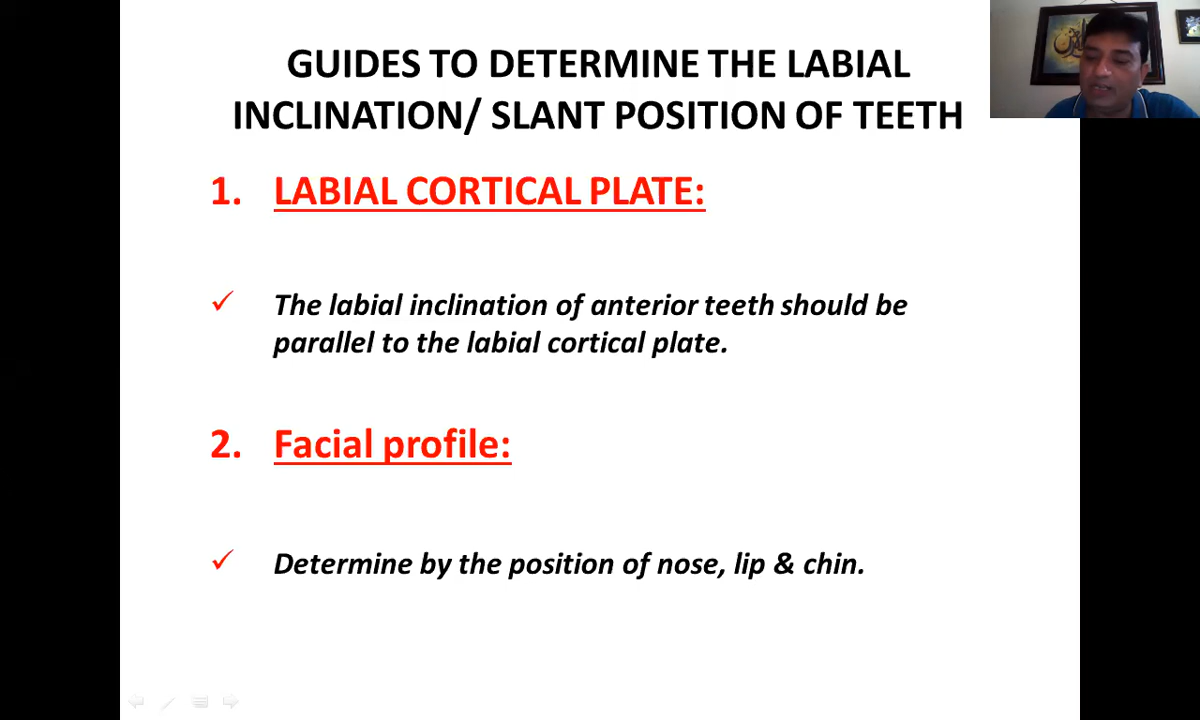 GUIDES TO DETERMINE THE LABIAL
INCLINATION/ SLANT POSITION OF TEETH
1. LABIAL CORTICAL PLATE:
✓ The labial inclination of anterior teeth should be
parallel to the labial cortical plate.
2. Facial profile:
✓ Determine by the position of nose, lip & chin.